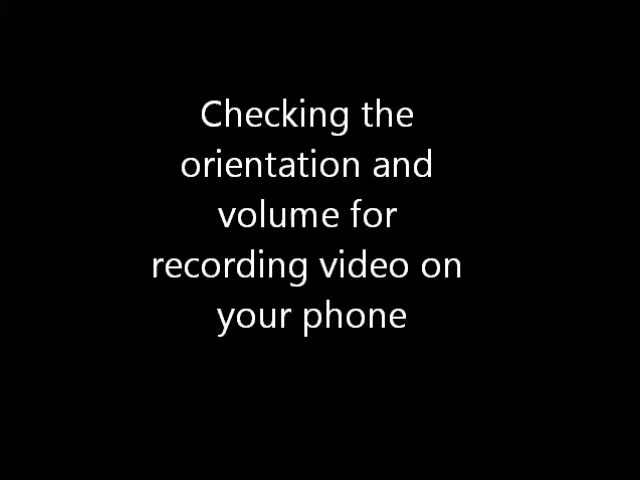 Checking the
orientation and
volume for
recording video on
your phone